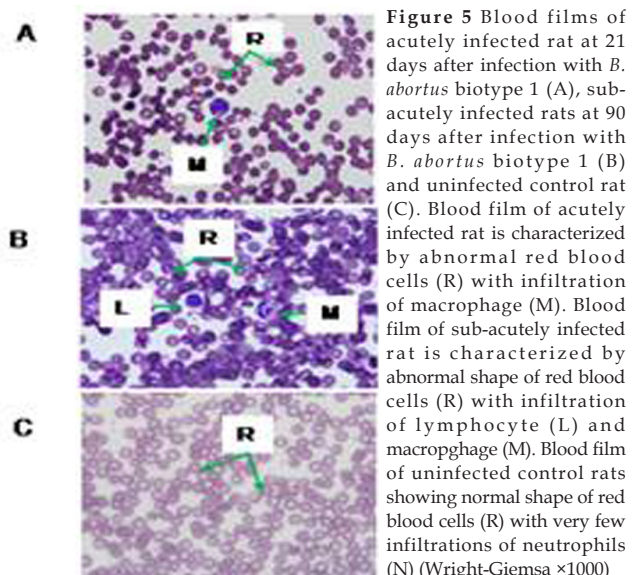 A
R
M
B
R
L
M
C
R
Figure 5 Blood films of
acutely infected rat at 21
days after infection with B.
abortus biotype 1 (A), sub-
acutely infected rats at 90
days after infection with
B. abortus biotype 1 (B)
and uninfected control rat
(C). Blood film of acutely
infected rat is characterized
by abnormal red blood
cells (R) with infiltration
of macrophage (M). Blood
film of sub-acutely infected
rat is characterized by
abnormal shape of red blood
cells (R) with infiltration
of lymphocyte (L) and
macropghage (M). Blood film
of uninfected control rats
showing normal shape of red
blood cells (R) with very few
infiltrations of neutrophils
(N) (Wright-Giemsa ×1000)